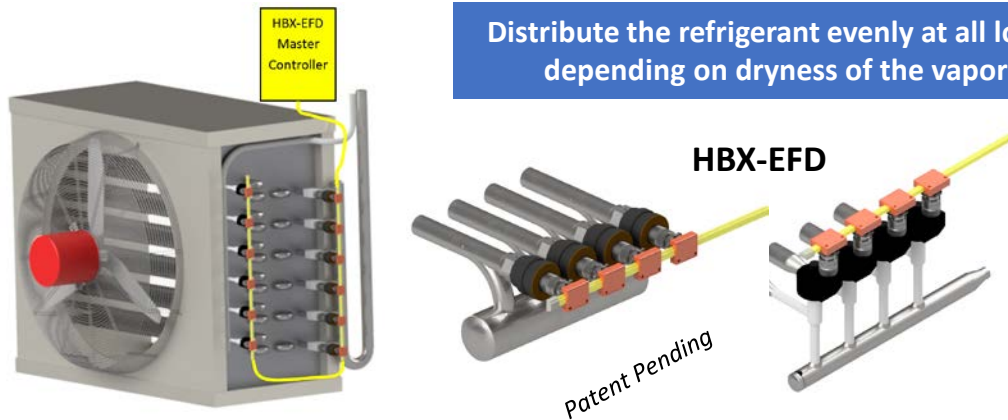 HBX-EFD
Master
Controller
Distribute the refrigerant evenly at all
depending on dryness of the vapor
HBX-EFD
Patent Pending